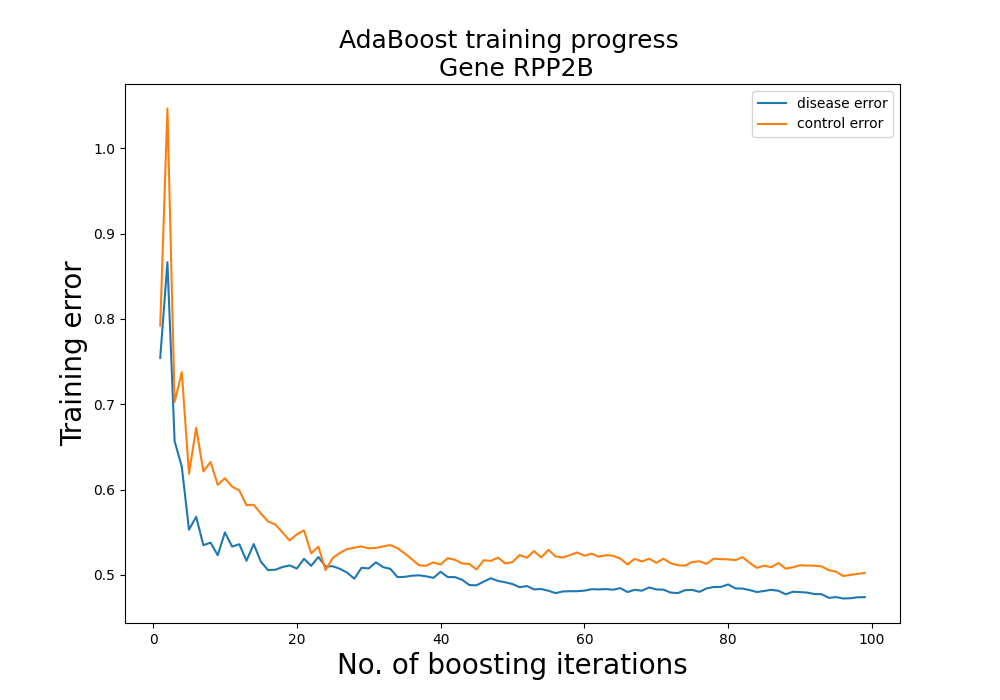 AdaBoost training progress
Gene RPP2B
disease error
control error
1.0
0.9
0.8
0.7
0.6
0.5
Training error
0
20
40
60
80
100
No. of boosting iterations